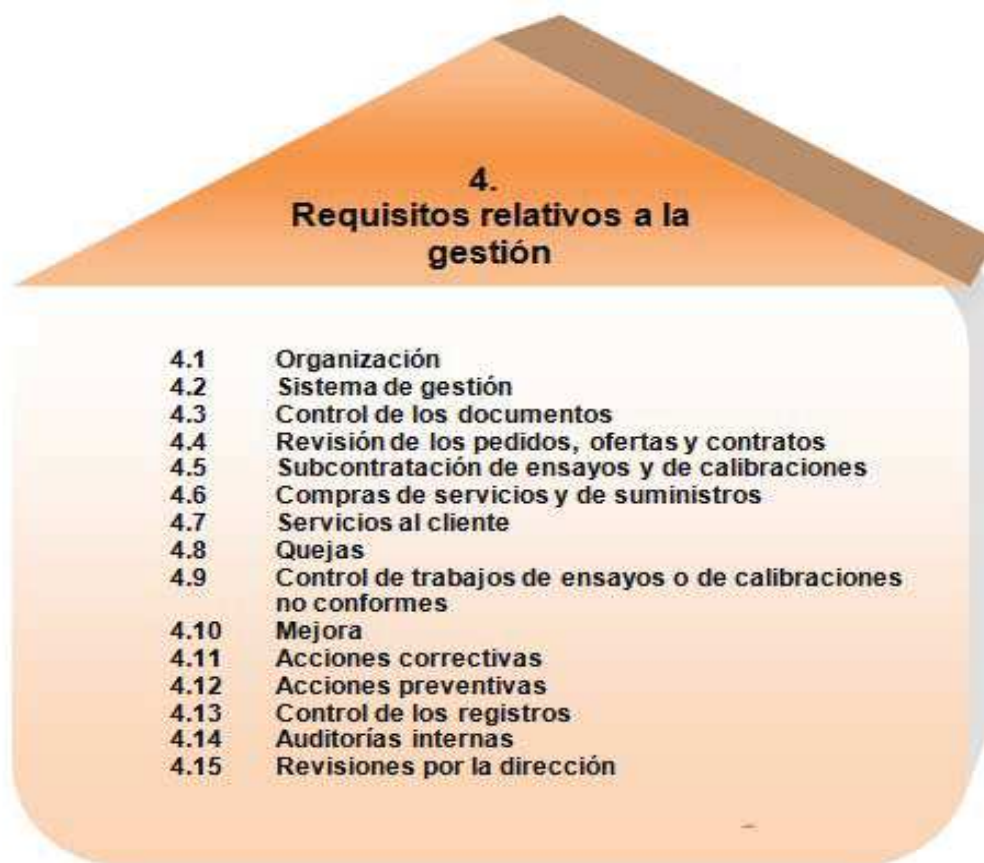 4.
Requisitos relativos a la
gestión
4.1 Organización
4.2 Sistema de gestión
4.3 Control de los documentos
4.4 Revisión de los pedidos, ofertas y contratos
4.5 Subcontratación de ensayos y de calibraciones
4.6 Compras de servicios y de suministros
4.7 Servicios al cliente
4.8 Quejas
4.9 Control de trabajos de ensayos o de calibraciones
no conformes
4.10 Mejora
4.11 Acciones correctivas
4.12 Acciones preventivas
4.13 Control de los registros
4.14 Auditorías internas
4.15 Revisiones por la dirección